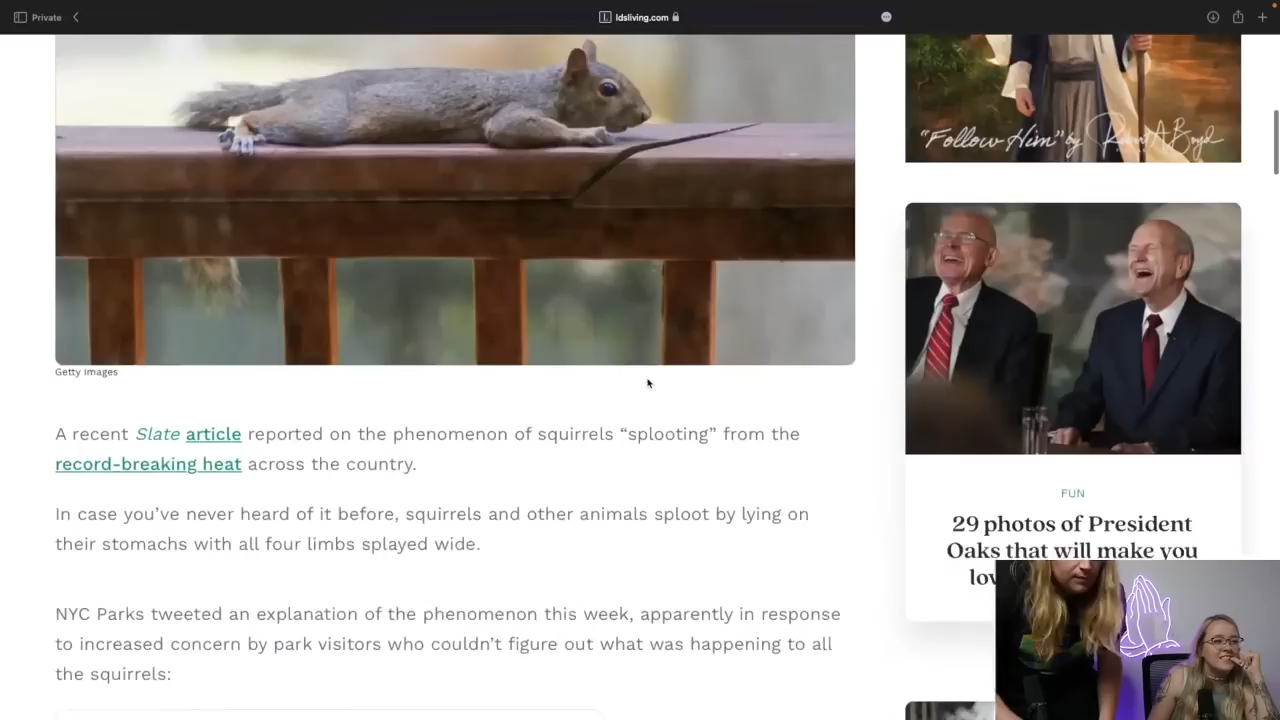 Private
ldsliving.com
"Follow Him" by Robert A Boyd
Getty Images
A recent Slate article reported on the phenomenon of squirrels “splooting” from the
record-breaking heat across the country.
In case you’ve never heard of it before, squirrels and other animals sploot by lying on
their stomachs with all four limbs splayed wide.
NYC Parks tweeted an explanation of the phenomenon this week, apparently in response
to increased concern by park visitors who couldn’t figure out what was happening to all
the squirrels:
FUN
29 photos of President
Oaks that will make you